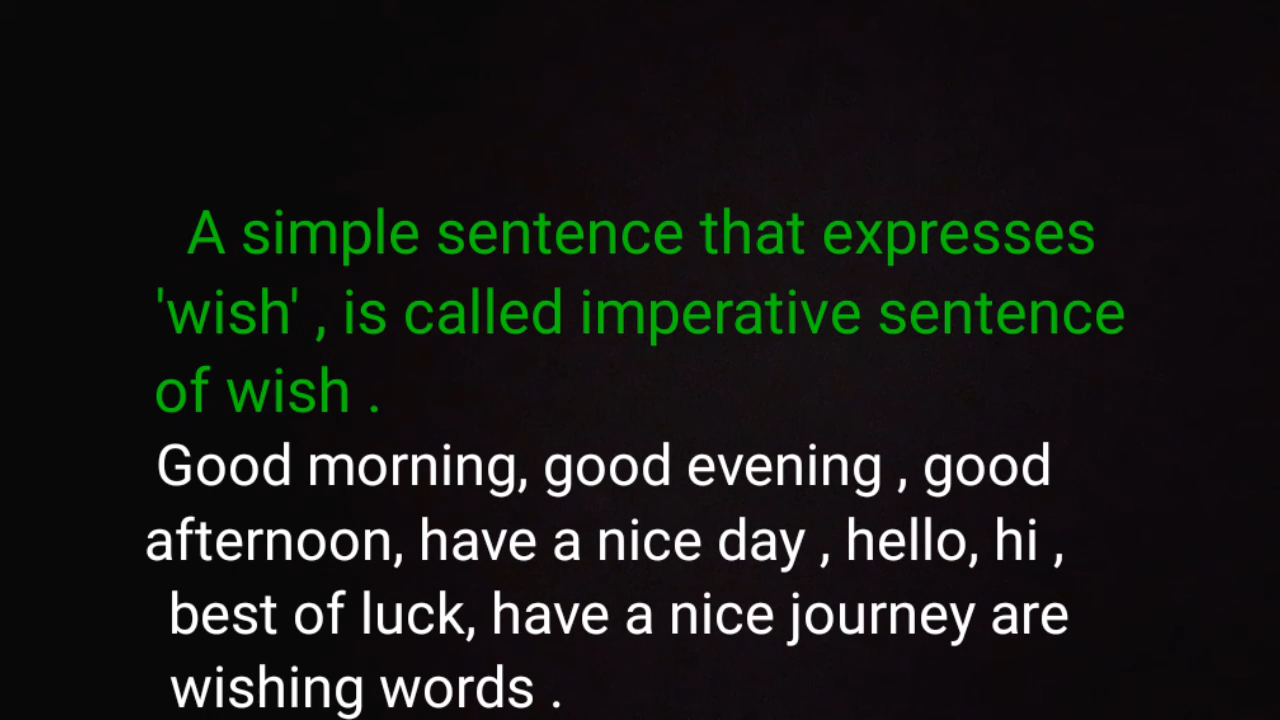 A simple sentence that expresses
'wish' , is called imperative sentence
of wish .
Good morning, good evening , good
afternoon, have a nice day , hello, hi ,
best of luck, have a nice journey are
wishing words .